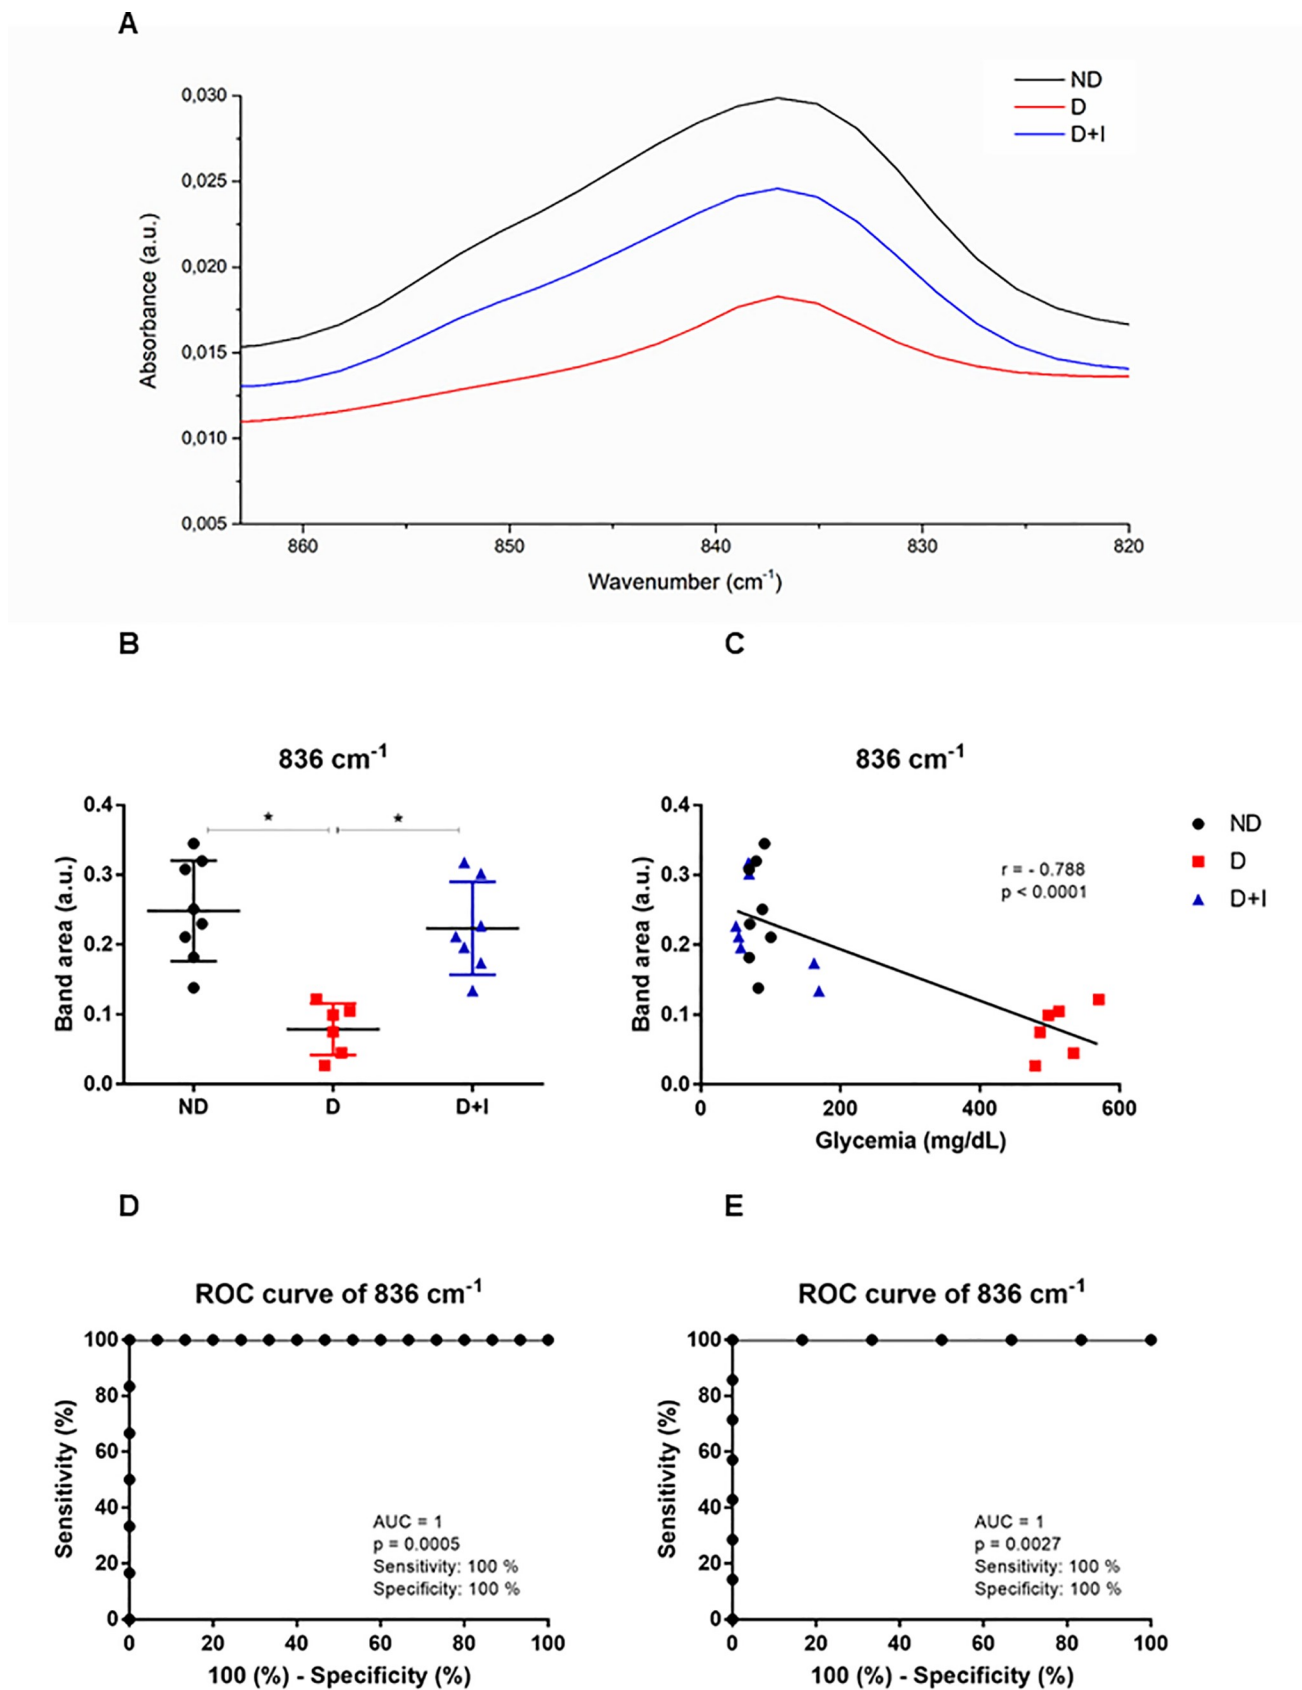 A
ND
D
D+I
0,030
0,025
0,020
0,015
0,010
0,005
Absorbance (a.u.)
860 850 840 830 820
Wavenumber (cm-1)
B
C
836 cm-1
0.4
0.3
0.2
0.1
0.0
Band area (a.u.)
* *
ND D D+I
836 cm-1
0.4
0.3
0.2
0.1
0.0
Band area (a.u.)
r = - 0.788
p < 0.0001
0 200 400 600
Glycemia (mg/dL)
ND
D
D+I
D
E
ROC curve of 836 cm-1
100
80
60
40
20
0
Sensitivity (%)
AUC = 1
p = 0.0005
Sensitivity: 100 %
Specificity: 100 %
0 20 40 60 80 100
100 (%) - Specificity (%)
ROC curve of 836 cm-1
100
80
60
40
20
0
Sensitivity (%)
AUC = 1
p = 0.0027
Sensitivity: 100 %
Specificity: 100 %
0 20 40 60 80 100
100 (%) - Specificity (%)